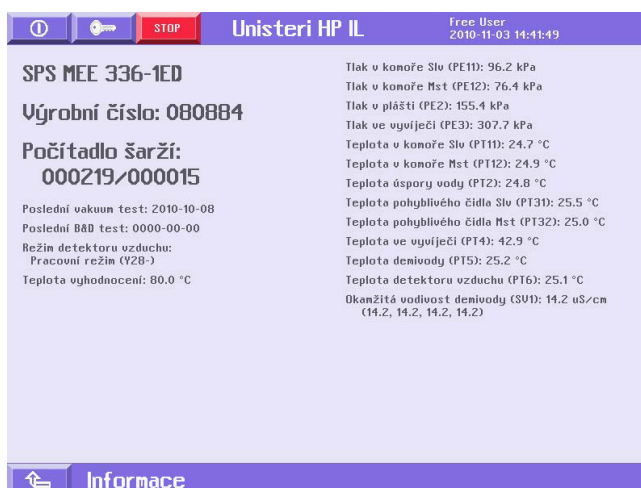 STOP
Unisteri HP IL
Free User
2010-11-03 14:41:49
SPS MEE 336-1ED
Výrobní číslo: 080884
Počítadlo šarží:
000219/000015
Poslední vakuum test: 2010-10-08
Poslední B&D test: 0000-00-00
Režim detektoru vzduchu:
Pracovní režim (Y28-)
Teplota vyhodnocení: 80.0 °C
Tlak v komoře Slv (PE11): 96.2 kPa
Tlak v komoře Mst (PE12): 76.4 kPa
Tlak v plášti (PE2): 155.4 kPa
Tlak ve vyvíječi (PE3): 307.7 kPa
Teplota v komoře Slv (PT11): 24.7 °C
Teplota v komoře Mst (PT12): 24.9 °C
Teplota úspory vody (PT2): 24.8 °C
Teplota pohyblivého čidla Slv (PT31): 25.5 °C
Teplota pohyblivého čidla Mst (PT32): 25.0 °C
Teplota ve vyvíječi (PT4): 42.9 °C
Teplota demivody (PT5): 25.2 °C
Teplota detektoru vzduchu (PT6): 25.1 °C
Okamžitá vodivost demivody (SV1): 14.2 uS/cm
(14.2, 14.2, 14.2, 14.2)
Informace